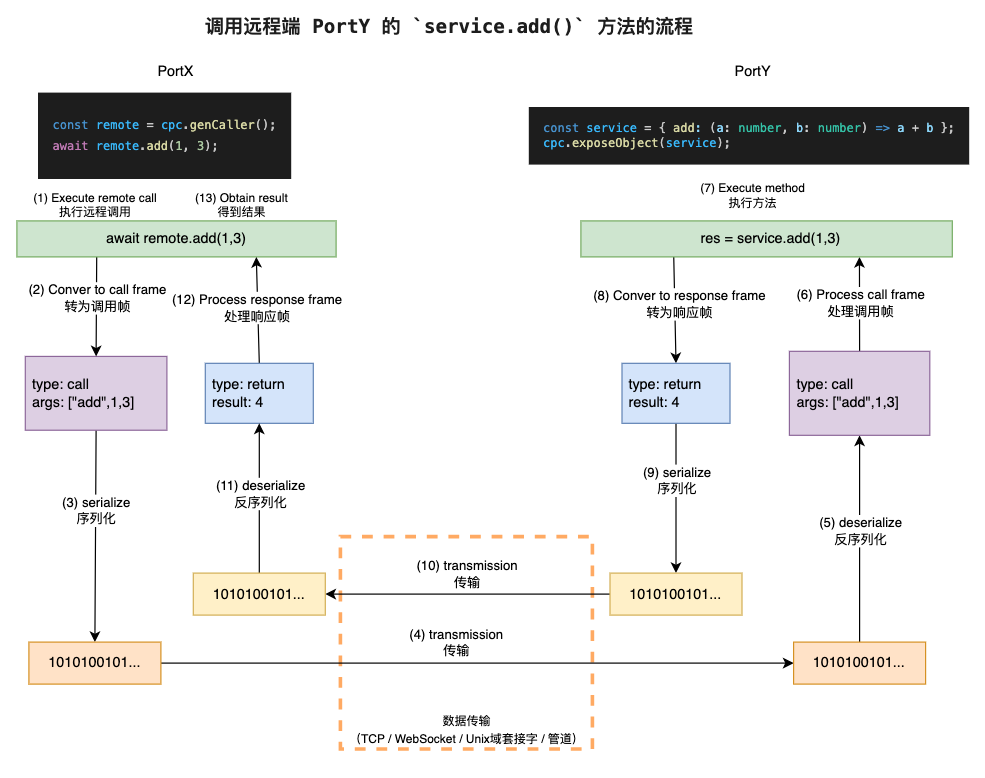 调用远程端 PortY 的 `service.add()` 方法的流程
PortX
PortY
const remote = cpc.genCaller();
await remote.add(1, 3);
const service = { add: (a: number, b: number) => a + b };
cpc.exposeObject(service);
(1) Execute remote call
执行远程调用
(13) Obtain result
得到结果
(7) Execute method
执行方法
await remote.add(1,3)
res = service.add(1,3)
(2) Conver to call frame
转为调用帧
(12) Process response frame
处理响应帧
(8) Conver to response frame
转为响应帧
(6) Process call frame
处理调用帧
type: call
args: ["add",1,3]
type: return
result: 4
type: return
result: 4
type: call
args: ["add",1,3]
(3) serialize
序列化
(11) deserialize
反序列化
(9) serialize
序列化
(5) deserialize
反序列化
(10) transmission
传输
1010100101...
1010100101...
(4) transmission
传输
1010100101...
1010100101...
数据传输
（TCP / WebSocket / Unix域套接字 / 管道）